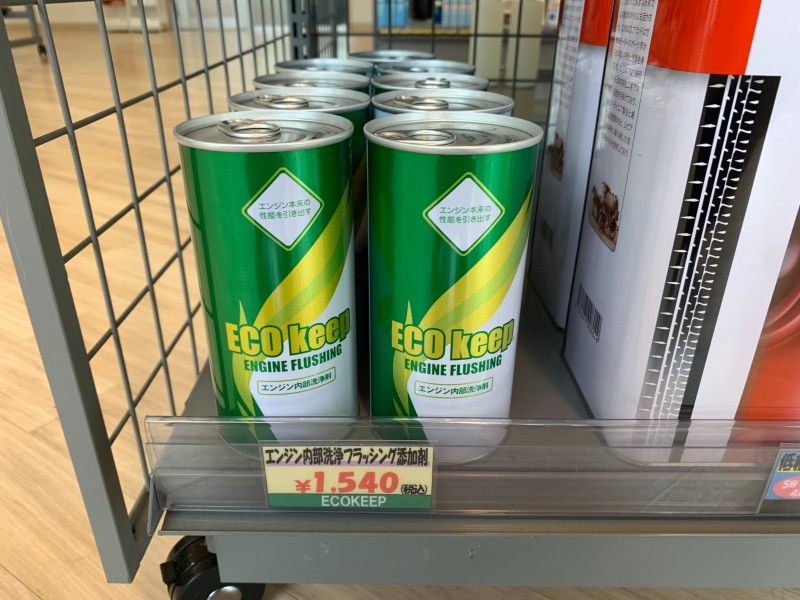 エンジン本来の
性能を引き出す
ECO keep
ENGINE FLUSHING
エンジン内部洗浄剤
エンジン本来の
性能を引き出す
ECO keep
ENGINE FLUSHING
エンジン内部洗浄剤
エンジン内部洗浄フラッシング添加剤
¥1,540(税込)
ECOKEEP
5W